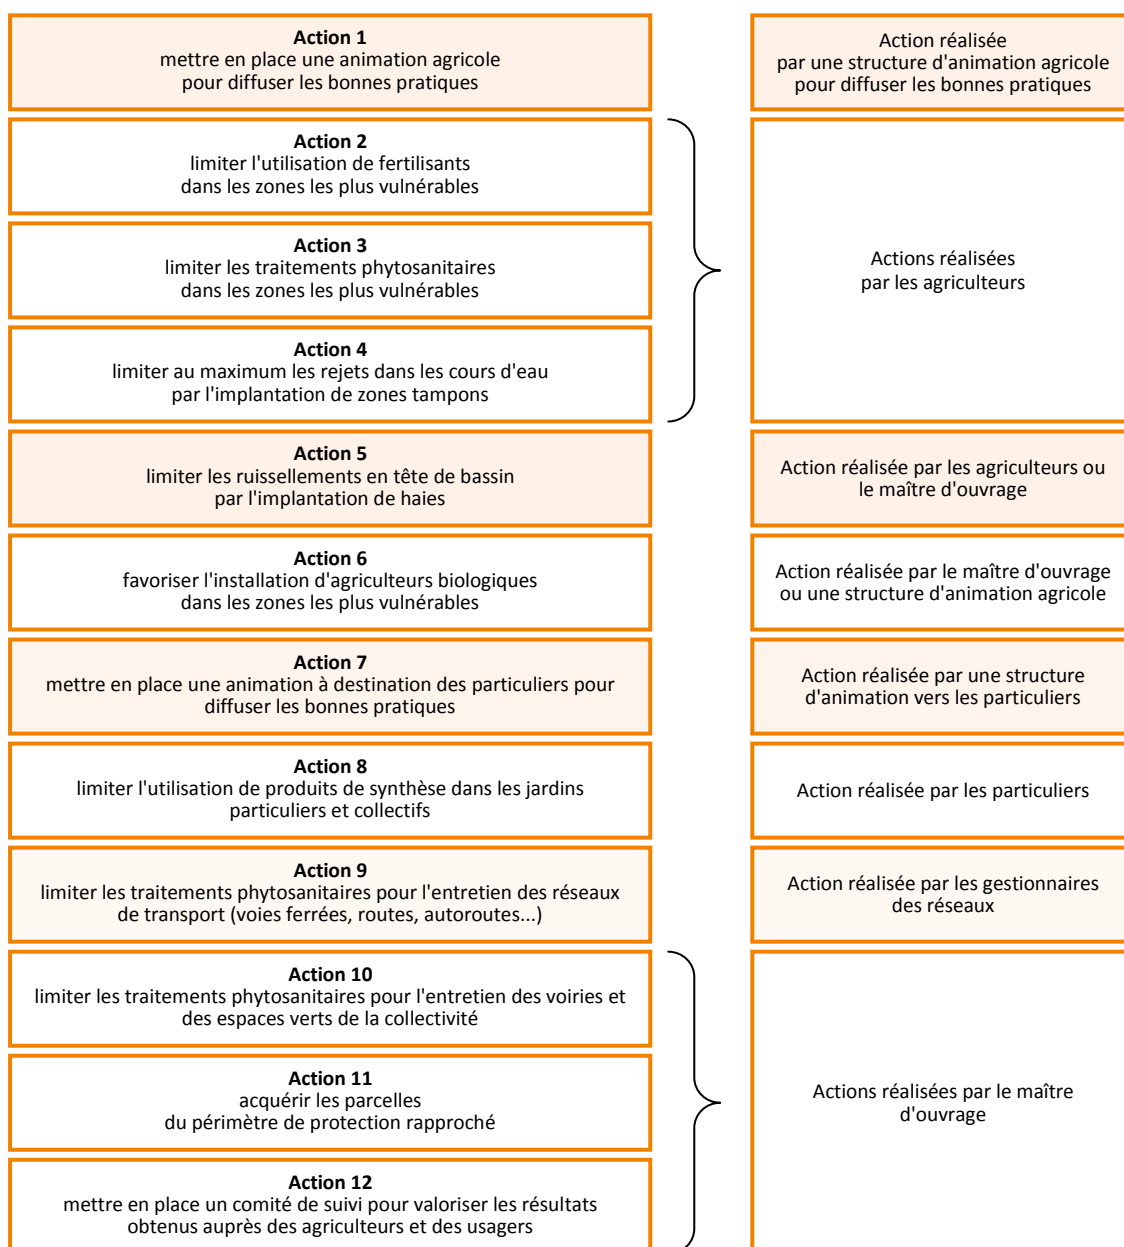 Action 1
mettre en place une animation agricole
pour diffuser les bonnes pratiques
Action réalisée
par une structure d'animation agricole
pour diffuser les bonnes pratiques
Action 2
limiter l'utilisation de fertilisants
dans les zones les plus vulnérables
Action 3
limiter les traitements phytosanitaires
dans les zones les plus vulnérables
Action 4
limiter au maximum les rejets dans les cours d'eau
par l'implantation de zones tampons
Actions réalisées
par les agriculteurs
Action 5
limiter les ruissellements en tête de bassin
par l'implantation de haies
Action réalisée par les agriculteurs ou
le maître d'ouvrage
Action 6
favoriser l'installation d'agriculteurs biologiques
dans les zones les plus vulnérables
Action réalisée par le maître d'ouvrage
ou une structure d'animation agricole
Action 7
mettre en place une animation à destination des particuliers pour
diffuser les bonnes pratiques
Action réalisée par une structure
d'animation vers les particuliers
Action 8
limiter l'utilisation de produits de synthèse dans les jardins
particuliers et collectifs
Action réalisée par les particuliers
Action 9
limiter les traitements phytosanitaires pour l'entretien des réseaux
de transport (voies ferrées, routes, autoroutes...)
Action réalisée par les gestionnaires
des réseaux
Action 10
limiter les traitements phytosanitaires pour l'entretien des voiries et
des espaces verts de la collectivité
Action 11
acquérir les parcelles
du périmètre de protection rapproché
Action 12
mettre en place un comité de suivi pour valoriser les résultats
obtenus auprès des agriculteurs et des usagers
Actions réalisées par le maître
d'ouvrage